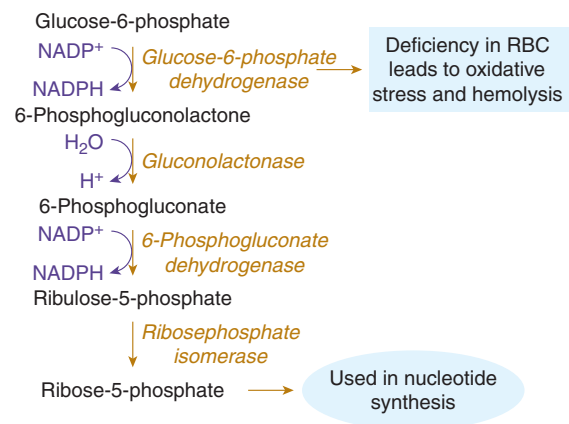 Glucose-6-phosphate
NADP⁺
NADPH
Glucose-6-phosphate
dehydrogenase
Deficiency in RBC
leads to oxidative
stress and hemolysis
6-Phosphogluconolactone
H₂O
H⁺
Gluconolactonase
6-Phosphogluconate
NADP⁺
NADPH
6-Phosphogluconate
dehydrogenase
Ribulose-5-phosphate
Ribosephosphate
isomerase
Ribose-5-phosphate
Used in nucleotide
synthesis